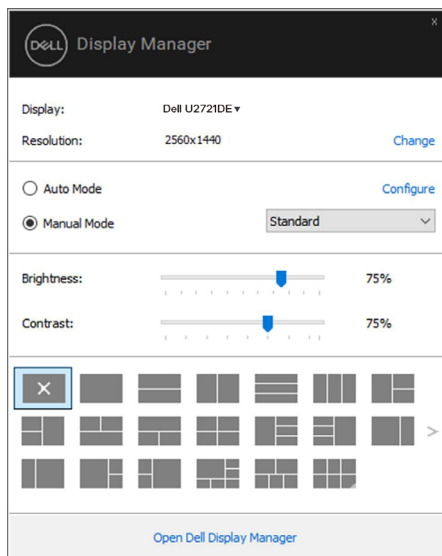 x
DELL Display Manager
Display: Dell U2721DE
Resolution: 2560x1440 Change
Auto Mode Configure
Manual Mode Standard
Brightness: 75%
Contrast: 75%
Open Dell Display Manager